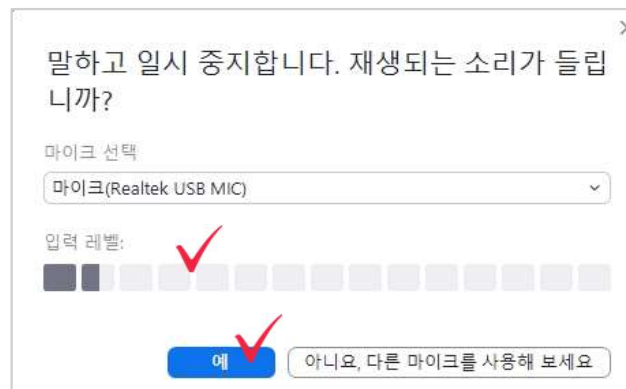 말하고 일시 중지합니다. 재생되는 소리가 들립
니까?
마이크 선택
마이크(Realtek USB MIC)
입력 레벨:
예
아니요, 다른 마이크를 사용해 보세요